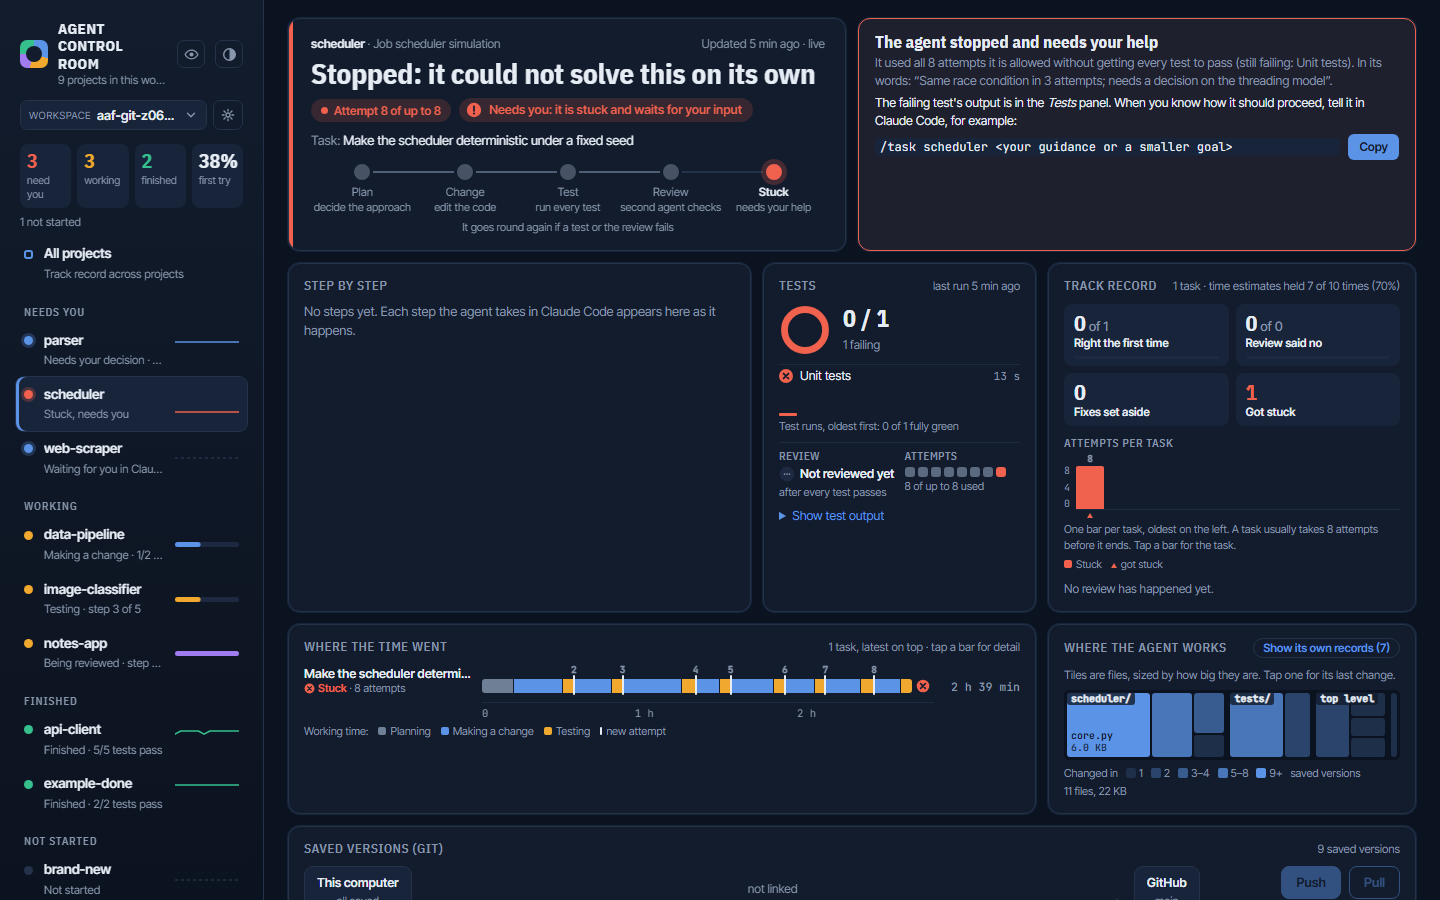 AGENT
CONTROL
ROOM
9 projects in this wo...
WORKSPACE aaf-git-z06...
3 need you
3 working
2 finished
38% first try
1 not started
All projects
Track record across projects
NEEDS YOU
parser
Needs your decision · ...
scheduler
Stuck, needs you
web-scraper
Waiting for you in Clau...
WORKING
data-pipeline
Making a change · 1/2 ...
image-classifier
Testing · step 3 of 5
notes-app
Being reviewed · step ...
FINISHED
api-client
Finished · 5/5 tests pass
example-done
Finished · 2/2 tests pass
NOT STARTED
brand-new
Not started
scheduler · Job scheduler simulation
Updated 5 min ago · live
Stopped: it could not solve this on its own
Attempt 8 of up to 8
Needs you: it is stuck and waits for your input
Task: Make the scheduler deterministic under a fixed seed
Plan
decide the approach
Change
edit the code
Test
run every test
Review
second agent checks
Stuck
needs your help
It goes round again if a test or the review fails
The agent stopped and needs your help
It used all 8 attempts it is allowed without getting every test to pass (still failing: Unit tests). In its
words: “Same race condition in 3 attempts; needs a decision on the threading model”.
The failing test's output is in the Tests panel. When you know how it should proceed, tell it in
Claude Code, for example:
/task scheduler <your guidance or a smaller goal>
Copy
STEP BY STEP
No steps yet. Each step the agent takes in Claude Code appears here as it
happens.
TESTS
last run 5 min ago
0 / 1
1 failing
Unit tests
13 s
Test runs, oldest first: 0 of 1 fully green
REVIEW
Not reviewed yet
after every test passes
ATTEMPTS
8 of up to 8 used
Show test output
TRACK RECORD
1 task · time estimates held 7 of 10 times (70%)
0 of 1
Right the first time
0 of 0
Review said no
0
Fixes set aside
1
Got stuck
ATTEMPTS PER TASK
8
8
4
0
One bar per task, oldest on the left. A task usually takes 8 attempts
before it ends. Tap a bar for the task.
Stuck
got stuck
No review has happened yet.
WHERE THE TIME WENT
1 task, latest on top · tap a bar for detail
Make the scheduler determi...
Stuck · 8 attempts
2 3 4 5 6 7 8
2 h 39 min
0 1 h 2 h
Working time: Planning Making a change Testing new attempt
WHERE THE AGENT WORKS
Show its own records (7)
Tiles are files, sized by how big they are. Tap one for its last change.
scheduler/
core.py
6.0 KB
tests/
top level
Changed in 1 2 3–4 5–8 9+ saved versions
11 files, 22 KB
SAVED VERSIONS (GIT)
9 saved versions
This computer
not linked
GitHub
Push
Pull